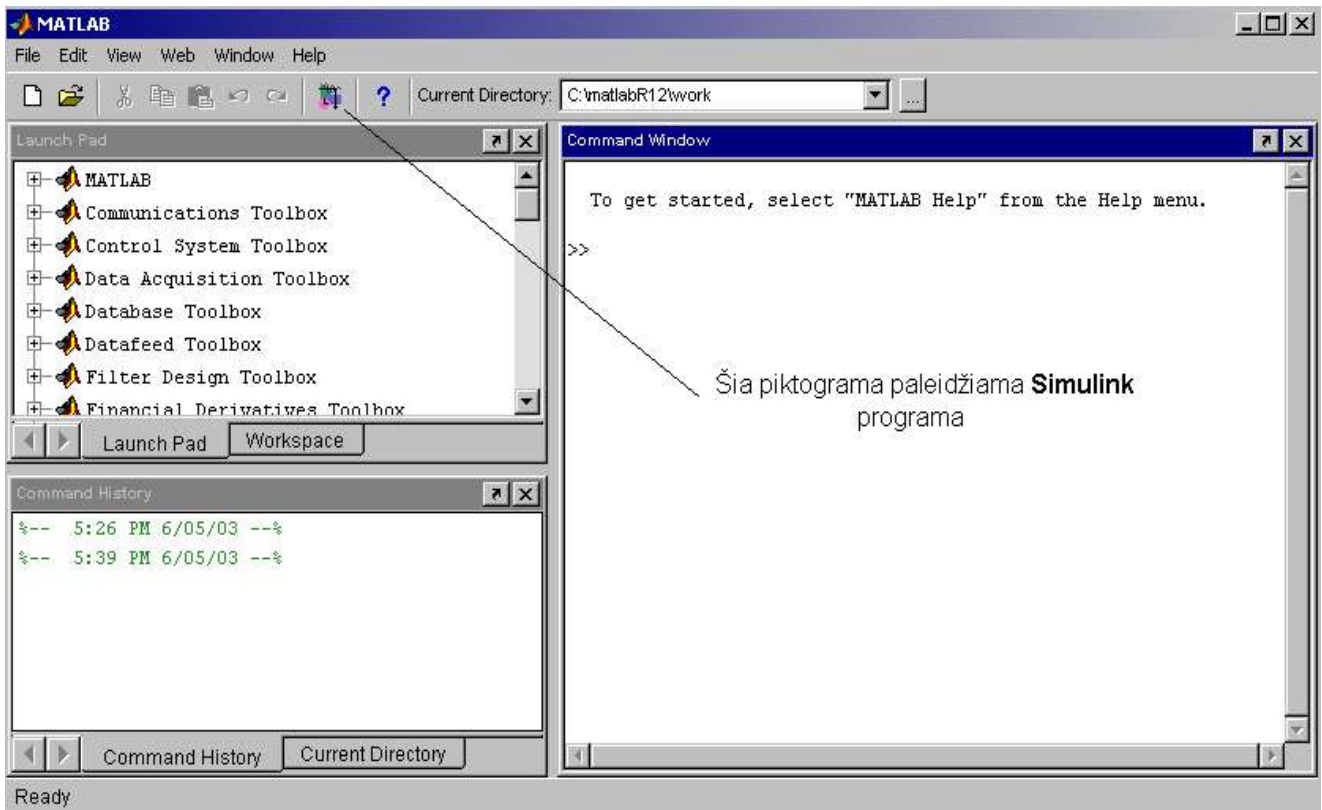 MATLAB
File Edit View Web Window Help
? Current Directory: C:\matlabR12\work ...
Launch Pad
MATLAB
Communications Toolbox
Control System Toolbox
Data Acquisition Toolbox
Database Toolbox
Datafeed Toolbox
Filter Design Toolbox
Financial Derivatives Toolbox
Launch Pad Workspace
Command History
%-- 5:26 PM 6/05/03 --%
%-- 5:39 PM 6/05/03 --%
Command History Current Directory
Command Window
To get started, select "MATLAB Help" from the Help menu.
>>
Šia piktograma paleidžiama Simulink
programa
Ready